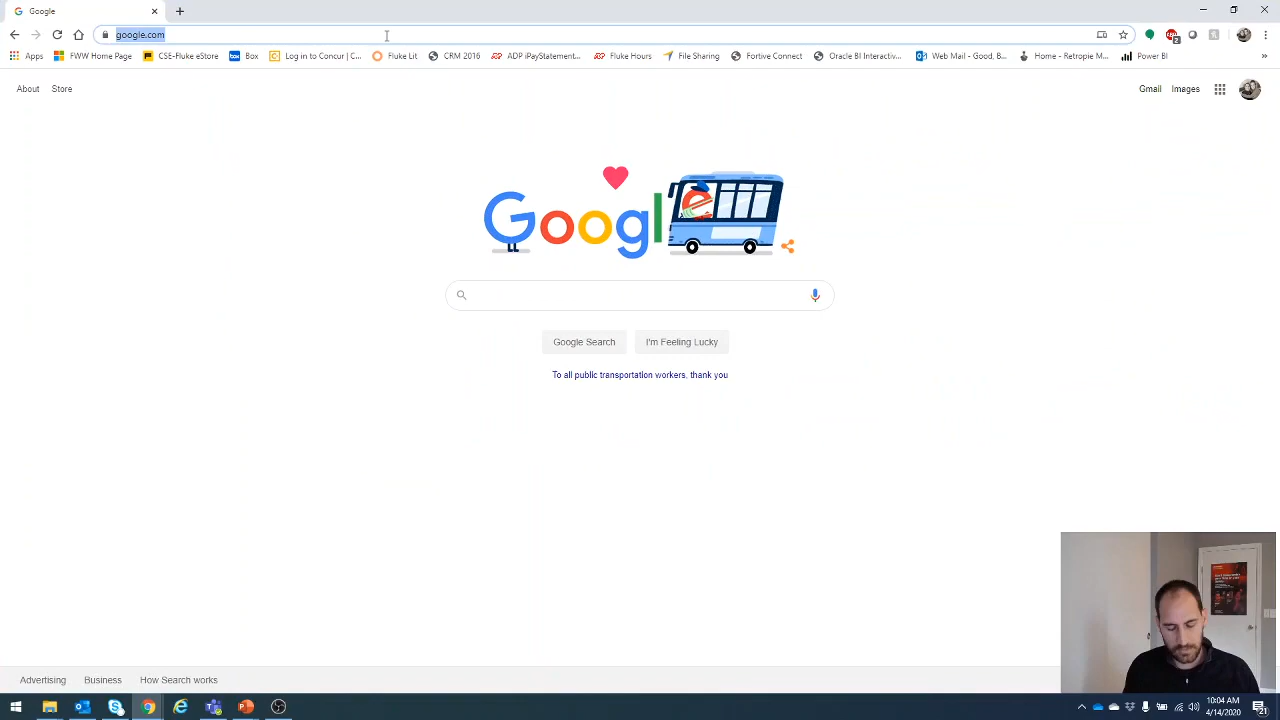 Google
google.com
Apps FWW Home Page CSE-Fluke eStore Box Log in to Concur | C... Fluke Lit CRM 2016 ADP iPayStatement... Fluke Hours File Sharing Fortive Connect Oracle BI Interactiv... Web Mail - Good, B... Home - Retropie M... Power BI »
About Store Gmail Images
Google
Google Search I'm Feeling Lucky
To all public transportation workers, thank you
Advertising Business How Search works
10:04 AM
4/14/2020
21